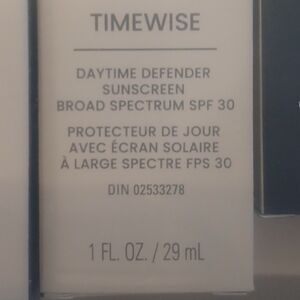 TIMEWISE
DAYTIME DEFENDER
SUNSCREEN
BROAD SPECTRUM SPF 30
PROTECTEUR DE JOUR
AVEC ÉCRAN SOLAIRE
À LARGE SPECTRE FPS 30
DIN 02533278
1 FL. OZ. / 29 mL